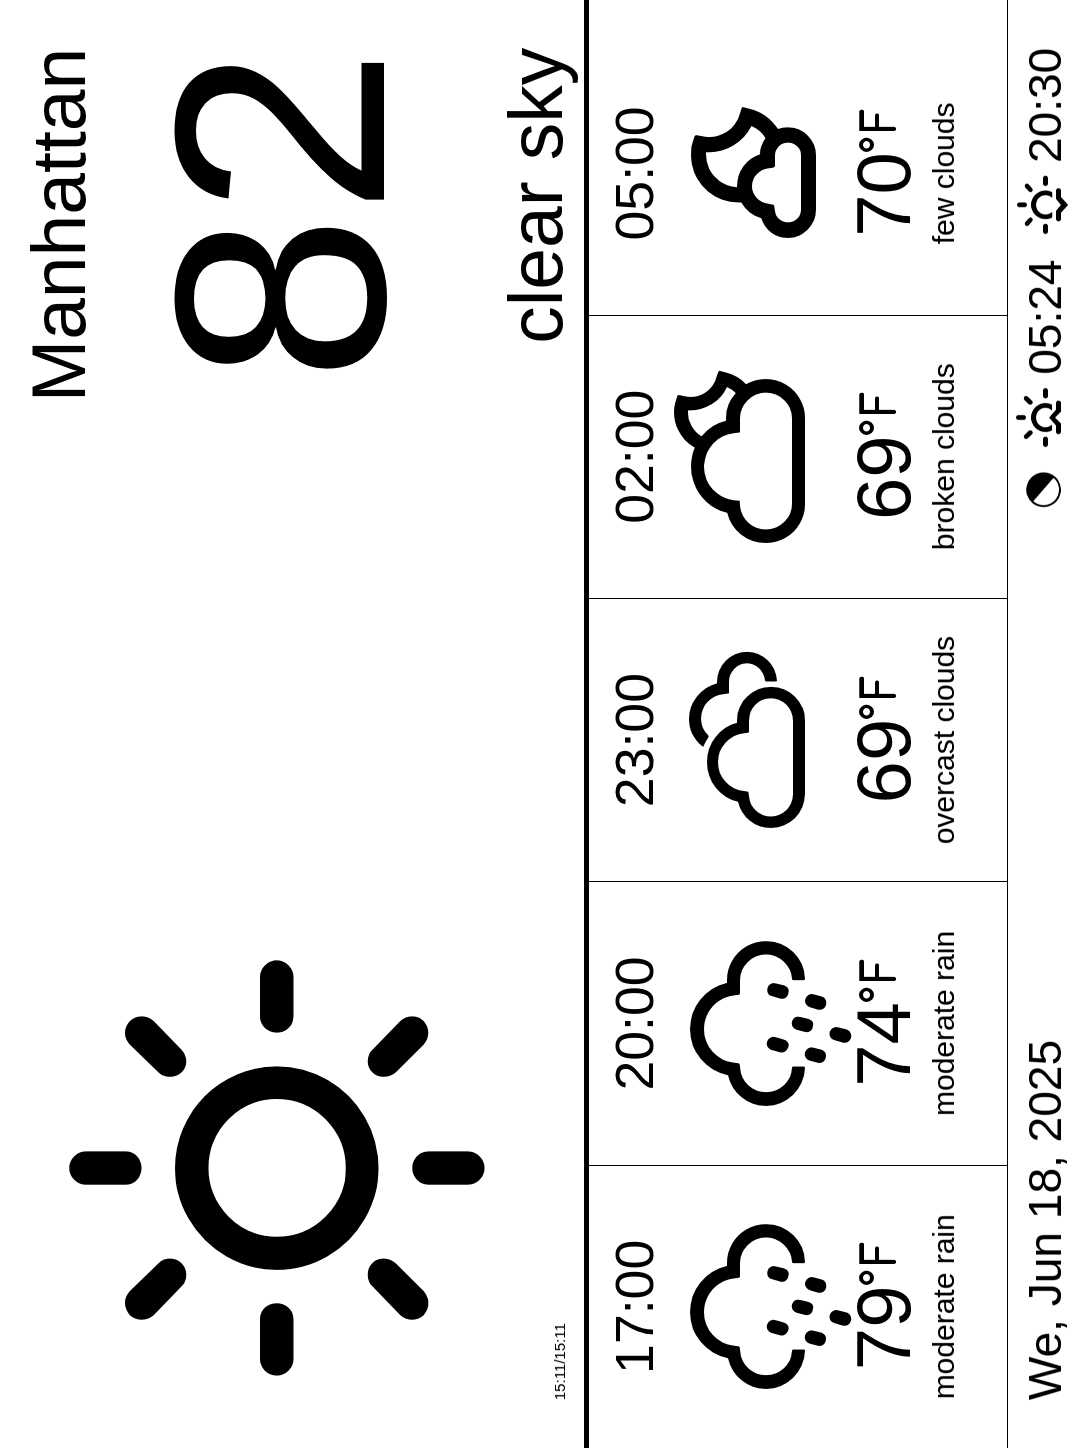 Manhattan
82
clear sky
15:11/15:11
17:00 20:00 23:00 02:00 05:00
79°F 74°F 69°F 69°F 70°F
moderate rain moderate rain overcast clouds broken clouds few clouds
We, Jun 18, 2025 05:24 20:30